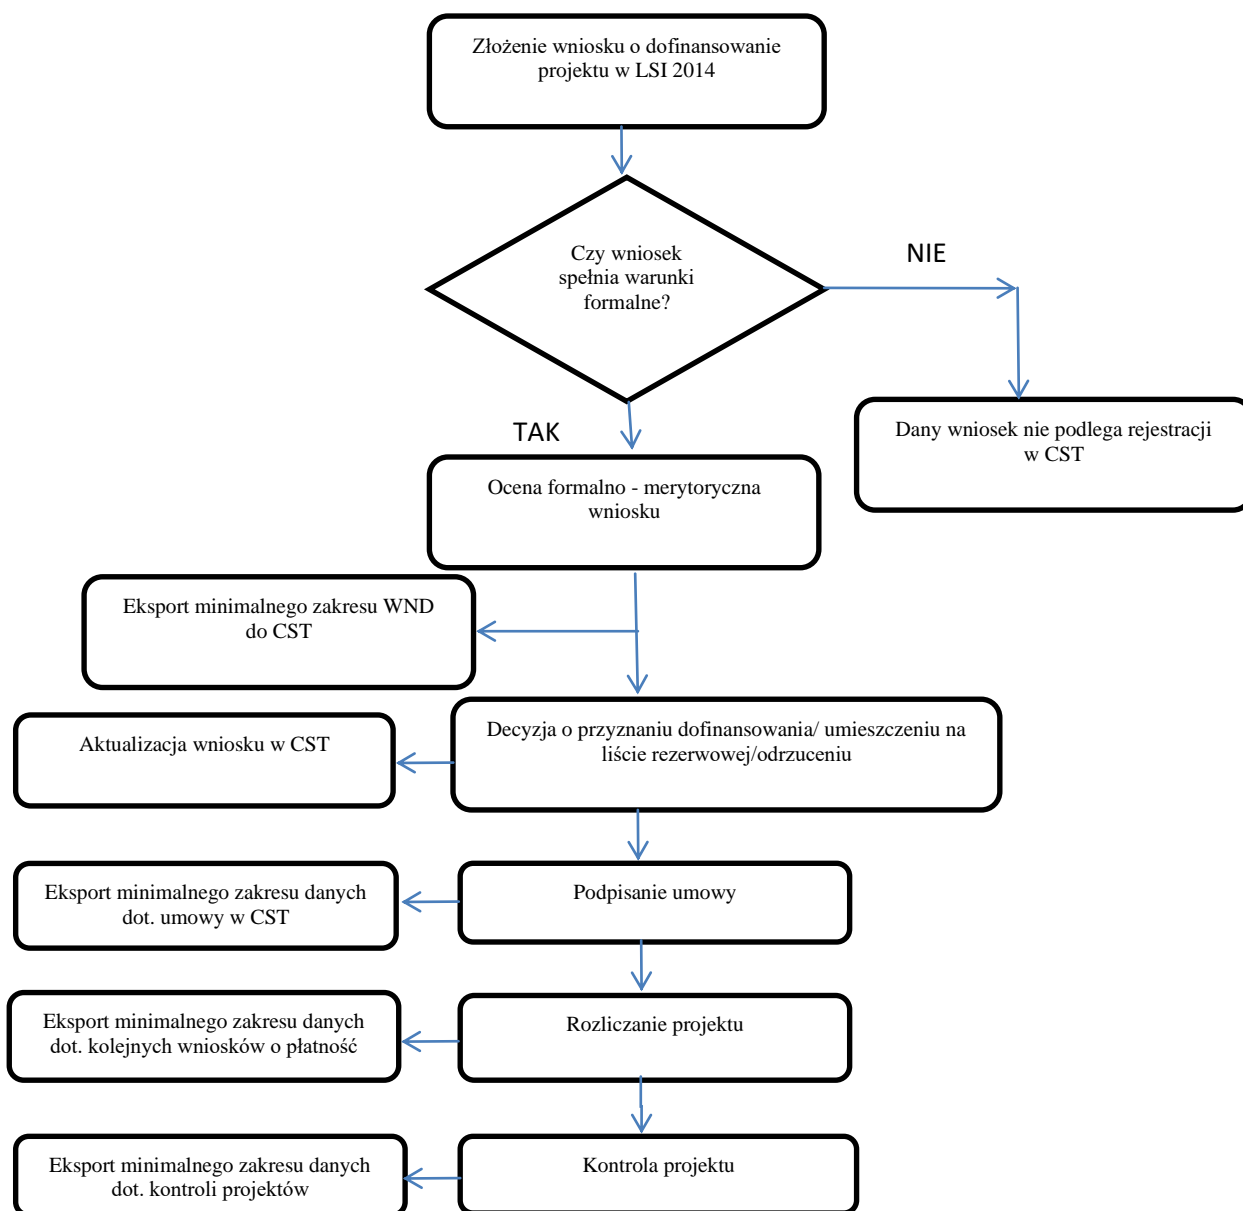 Złożenie wniosku o dofinansowanie
projektu w LSI 2014
Czy wniosek
spełnia warunki
formalne?
NIE
TAK
Dany wniosek nie podlega rejestracji
w CST
Ocena formalno - merytoryczna
wniosku
Eksport minimalnego zakresu WND
do CST
Decyzja o przyznaniu dofinansowania/ umieszczeniu na
liście rezerwowej/odrzuceniu
Aktualizacja wniosku w CST
Podpisanie umowy
Eksport minimalnego zakresu danych
dot. umowy w CST
Rozliczanie projektu
Eksport minimalnego zakresu danych
dot. kolejnych wniosków o płatność
Kontrola projektu
Eksport minimalnego zakresu danych
dot. kontroli projektów